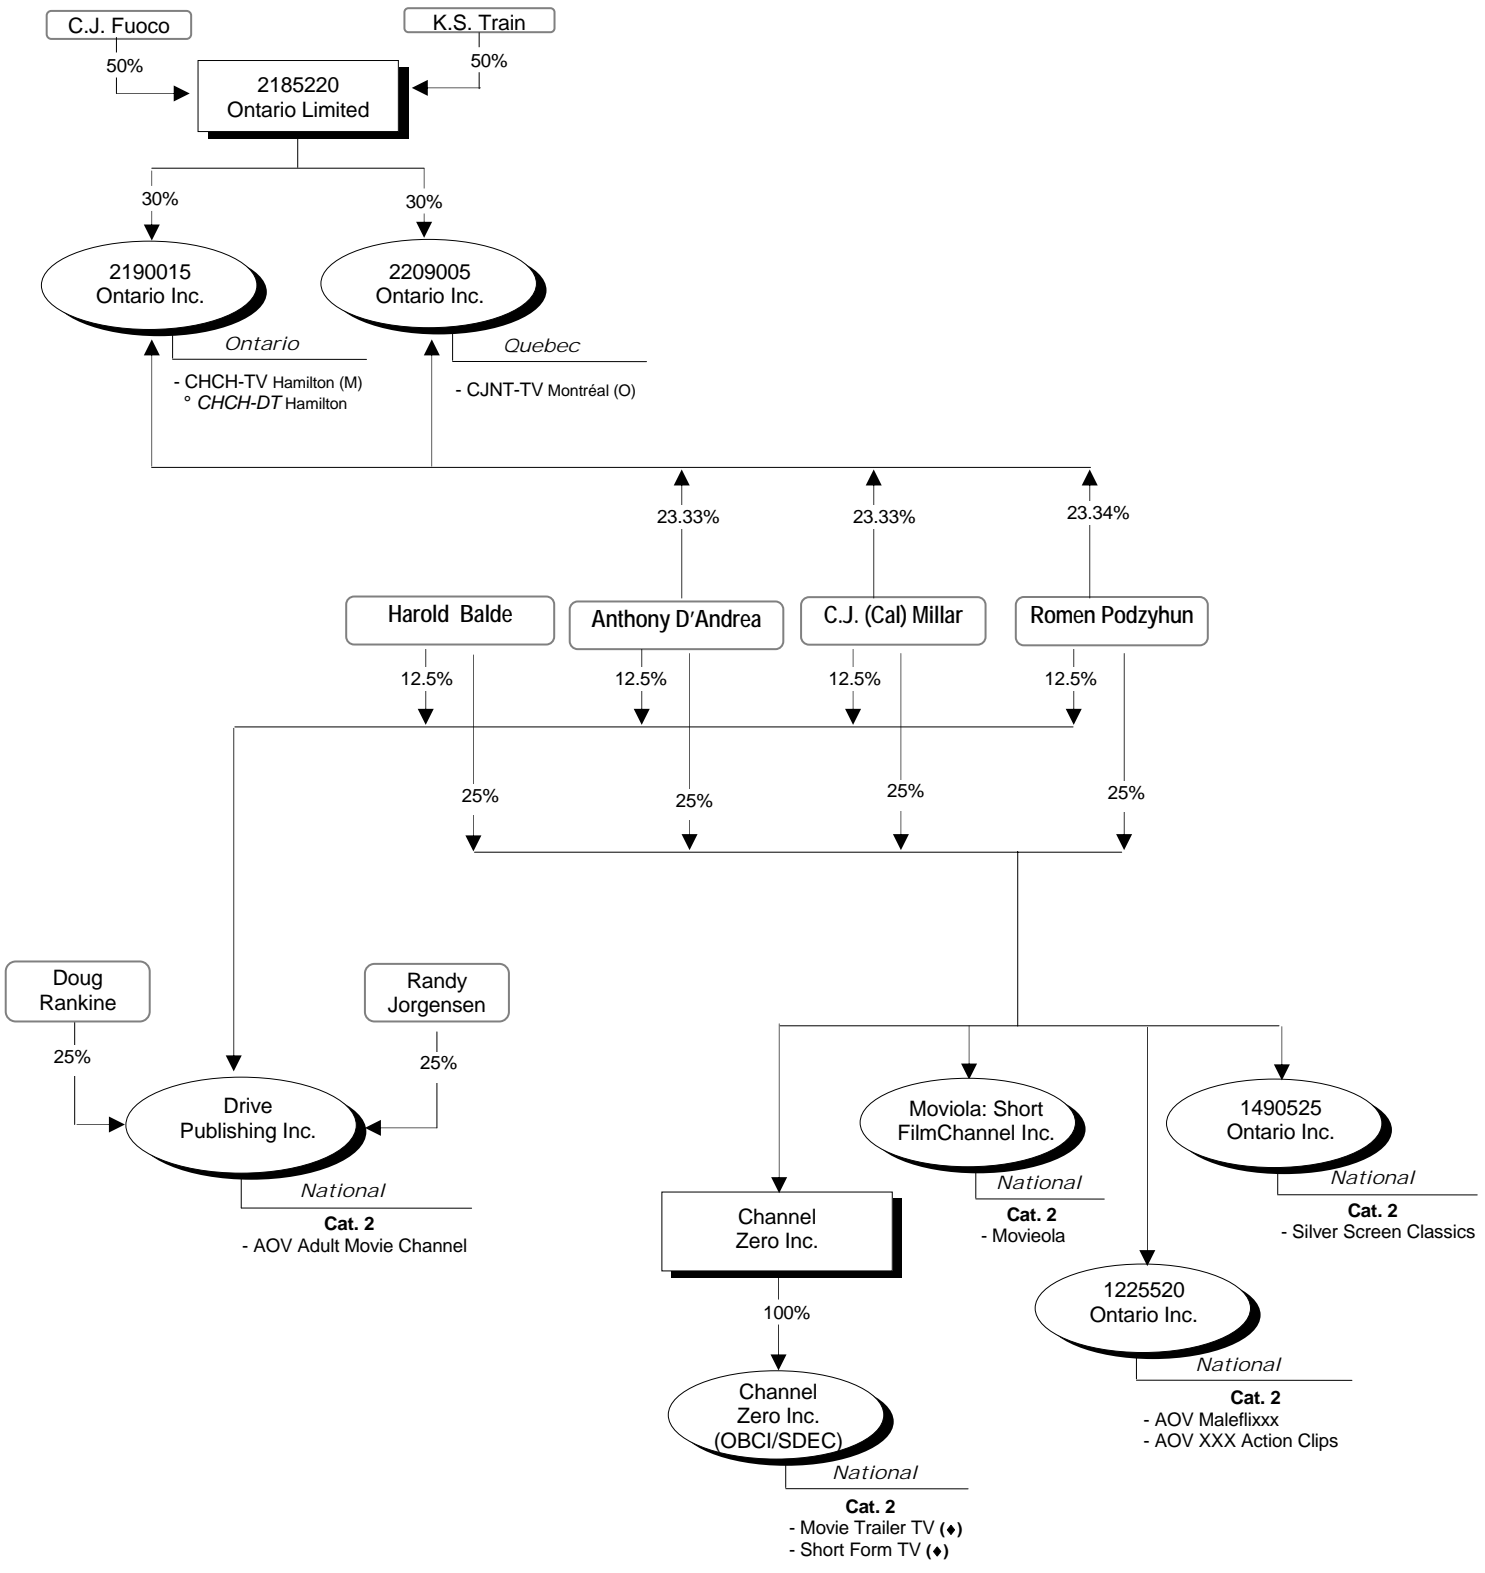 C.J. Fuoco
K.S. Train
50%
50%
2185220
Ontario Limited
30%
30%
2190015
Ontario Inc.
2209005
Ontario Inc.
Ontario
- CHCH-TV Hamilton (M)
° CHCH-DT Hamilton
Quebec
- CJNT-TV Montréal (O)
23.33%
23.33%
23.34%
Harold Balde
Anthony D'Andrea
C.J. (Cal) Millar
Romen Podzyhun
12.5%
12.5%
12.5%
12.5%
25%
25%
25%
25%
Doug
Rankine
Randy
Jorgensen
25%
25%
Drive
Publishing Inc.
National
Cat. 2
- AOV Adult Movie Channel
Moviola: Short
FilmChannel Inc.
National
Cat. 2
- Movieola
1490525
Ontario Inc.
National
Cat. 2
- Silver Screen Classics
Channel
Zero Inc.
100%
1225520
Ontario Inc.
National
Cat. 2
- AOV Maleflixxx
- AOV XXX Action Clips
Channel
Zero Inc.
(OBCI/SDEC)
National
Cat. 2
- Movie Trailer TV (♦)
- Short Form TV (♦)